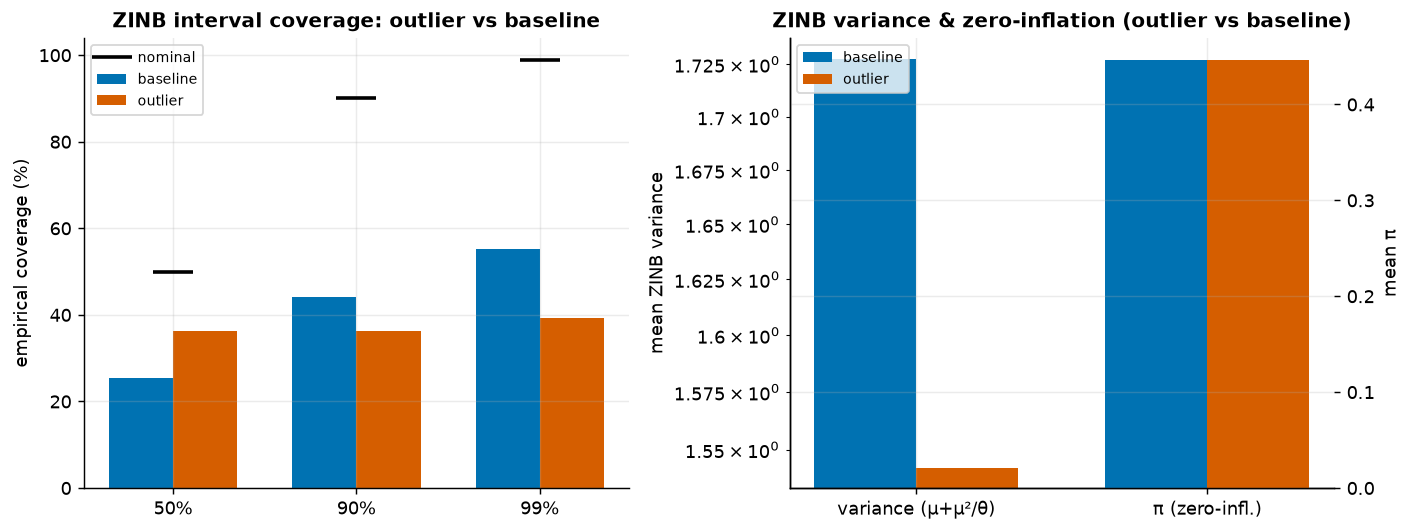 ZINB interval coverage: outlier vs baseline
nominal
baseline
outlier
empirical coverage (%)
100
80
60
40
20
0
50%
90%
99%
ZINB variance & zero-inflation (outlier vs baseline)
baseline
outlier
mean ZINB variance
1.725 × 10⁰
1.7 × 10⁰
1.675 × 10⁰
1.65 × 10⁰
1.625 × 10⁰
1.6 × 10⁰
1.575 × 10⁰
1.55 × 10⁰
variance (μ+μ²/θ)
π (zero-infl.)
0.4
0.3
0.2
0.1
0.0
mean π